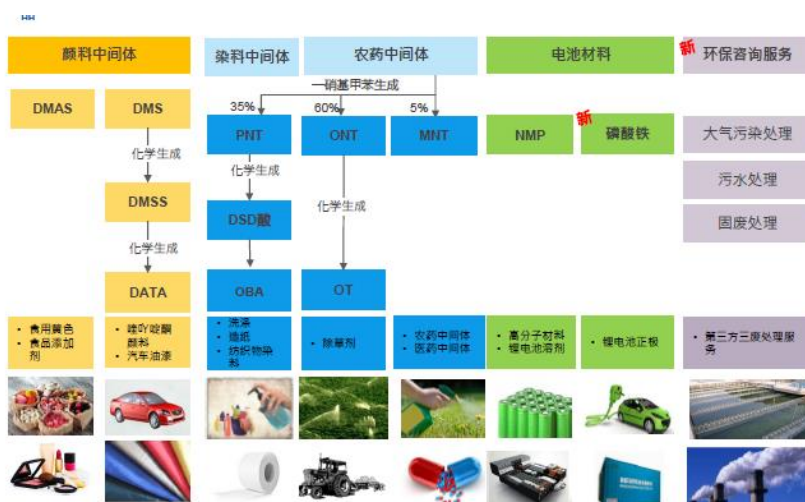 颜料中间体
染料中间体
农药中间体
电池材料
新
环保咨询服务
一硝基甲苯生成
35%
60%
5%
DMAS
DMS
PNT
ONT
MNT
NMP
新
磷酸铁
大气污染处理
化学生成
化学生成
污水处理
DMSS
DSD酸
化学生成
固废处理
化学生成
DATA
OBA
OT
• 食用黄色
• 食品添加
剂
• 喹吖啶酮
颜料
• 汽车油漆
• 洗涤
• 造纸
• 纺织物染
料
• 除草剂
• 农药中间体
• 医药中间体
• 高分子材料
• 锂电池溶剂
• 锂电池正极
• 第三方三废处理服
务